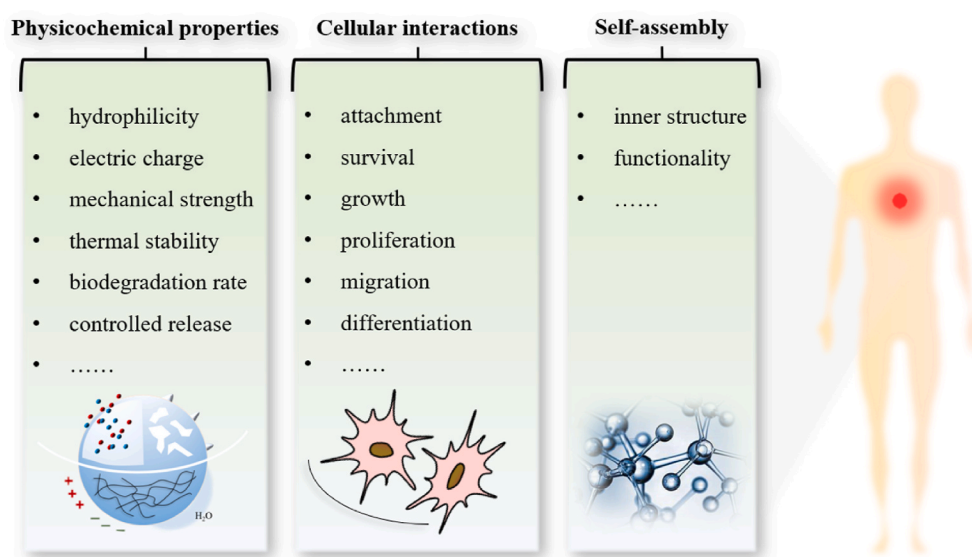 Physicochemical properties
• hydrophilicity
• electric charge
• mechanical strength
• thermal stability
• biodegradation rate
• controlled release
• ……
H₂O
Cellular interactions
• attachment
• survival
• growth
• proliferation
• migration
• differentiation
• ……
Self-assembly
• inner structure
• functionality
• ……